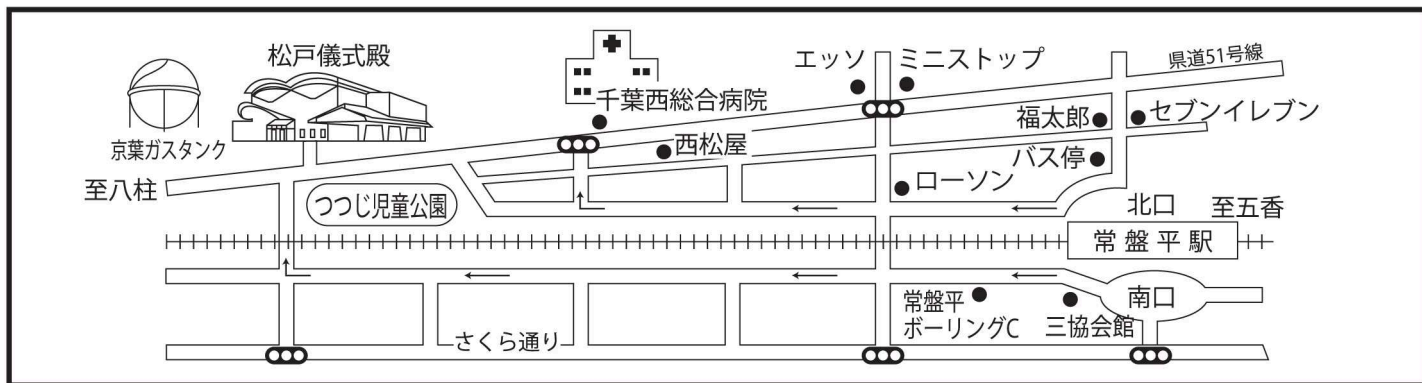 松戸儀式殿
エッソ
ミニストップ
県道51号線
京葉ガスタンク
千葉西総合病院
福太郎
セブンイレブン
西松屋
バス停
至八柱
ローソン
つつじ児童公園
北口
至五香
常盤平駅
常盤平
ボーリングC
三協会館
南口
さくら通り